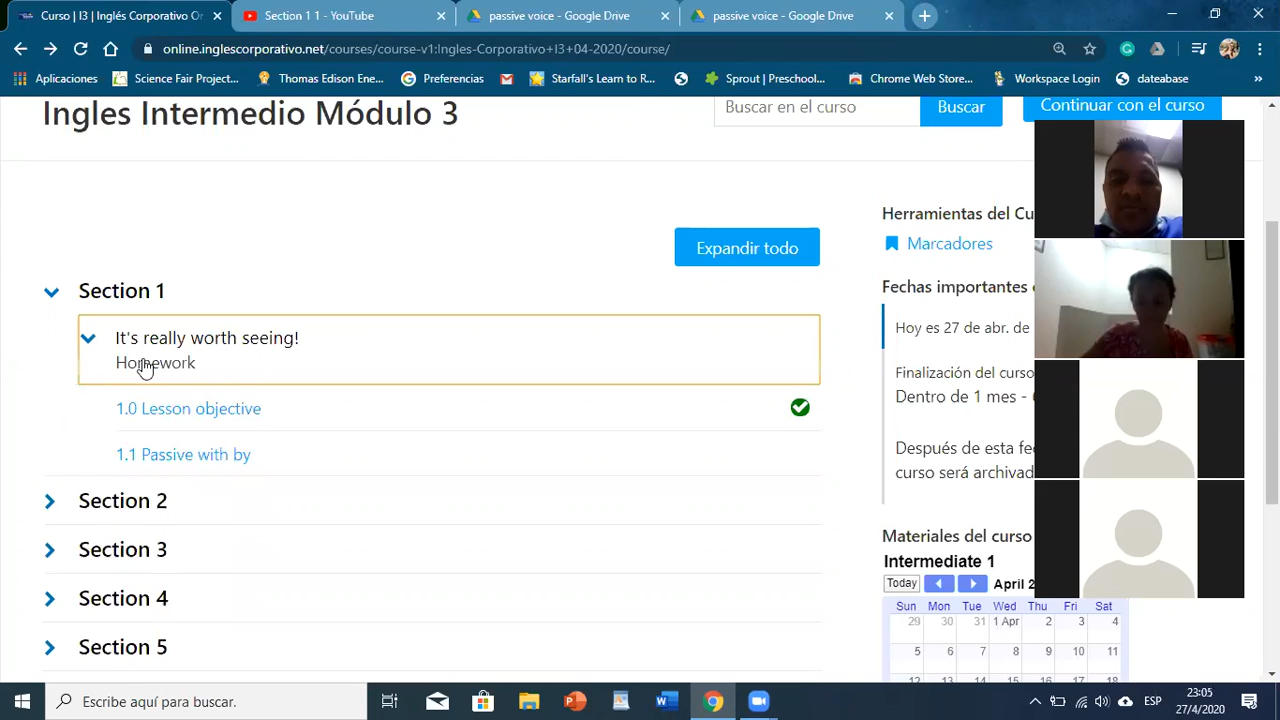 Curso | I3 | Inglés Corporativo Or
Section 1 1 - YouTube
passive voice - Google Drive
passive voice - Google Drive
online.inglescorporativo.net/courses/course-v1:Ingles-Corporativo+I3+04-2020/course/
Aplicaciones
Science Fair Project...
Thomas Edison Ene...
Preferencias
Starfall's Learn to R...
Sprout | Preschool...
Chrome Web Store...
Workspace Login
dateabase
»
Ingles Intermedio Módulo 3
Buscar en el curso
Buscar
Continuar con el curso
Expandir todo
Section 1
It's really worth seeing!
Homework
1.0 Lesson objective
1.1 Passive with by
Section 2
Section 3
Section 4
Section 5
Herramientas del Cu
Marcadores
Fechas importantes
Hoy es 27 de abr. de
Finalización del curso
Dentro de 1 mes -
Después de esta fe
curso será archivad
Materiales del curso
Intermediate 1
Today
April 2
Sun Mon Tue Wed Thu Fri Sat
29 30 31 1 Apr 2 3 4
5 6 7 8 9 10 11
12 13 14 15 16 17 18
Escribe aquí para buscar.
ESP
23:05
27/4/2020